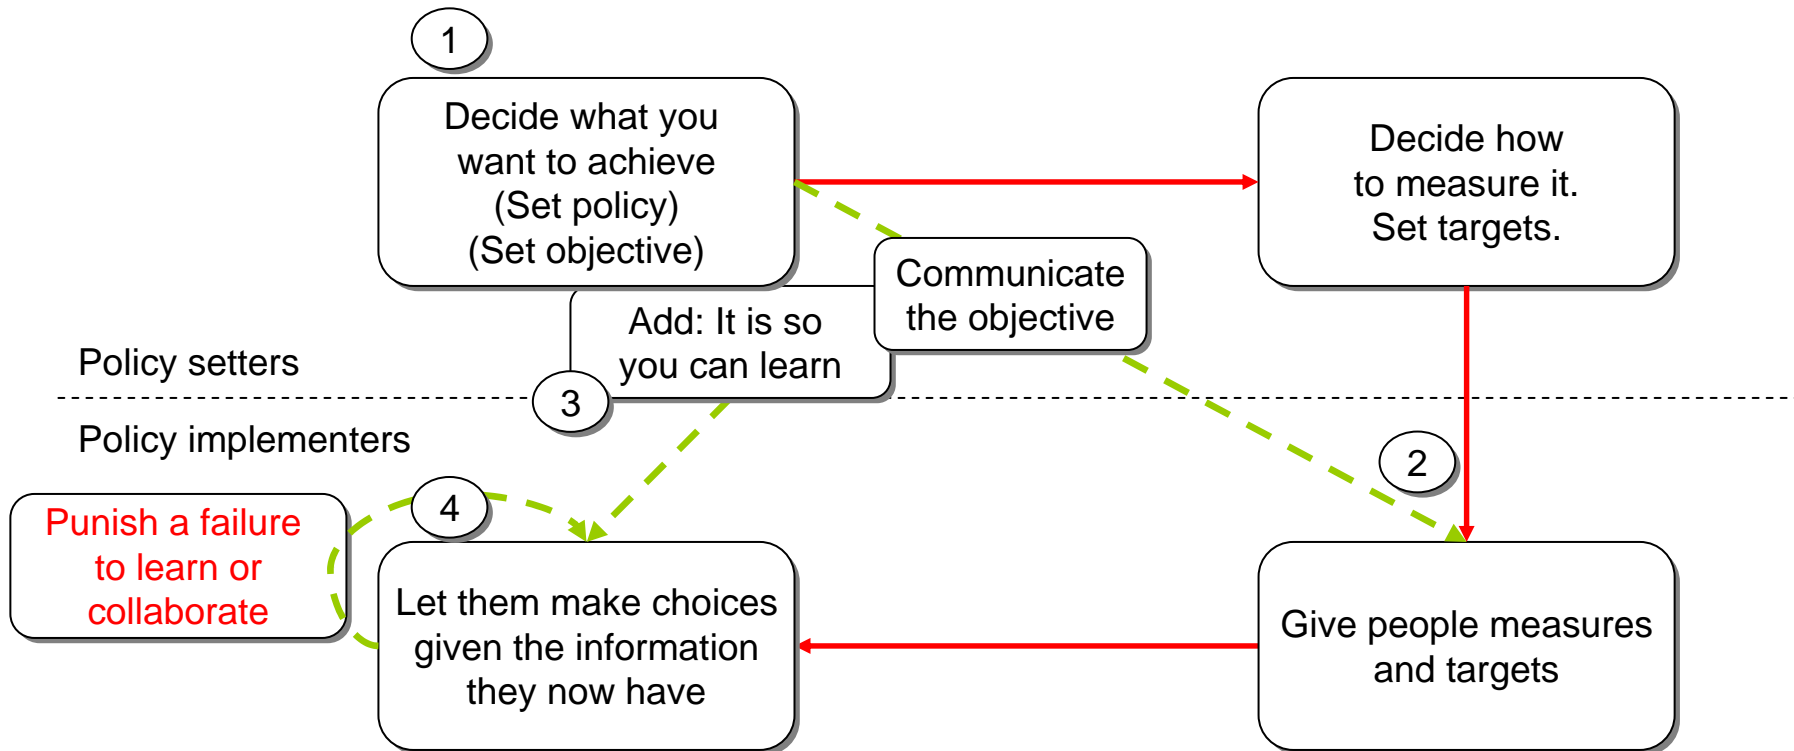 1
Decide what you
want to achieve
(Set policy)
(Set objective)
Decide how
to measure it.
Set targets.
Communicate
the objective
Add: It is so
you can learn
Policy setters
3
Policy implementers
2
4
Punish a failure
to learn or
collaborate
Let them make choices
given the information
they now have
Give people measures
and targets